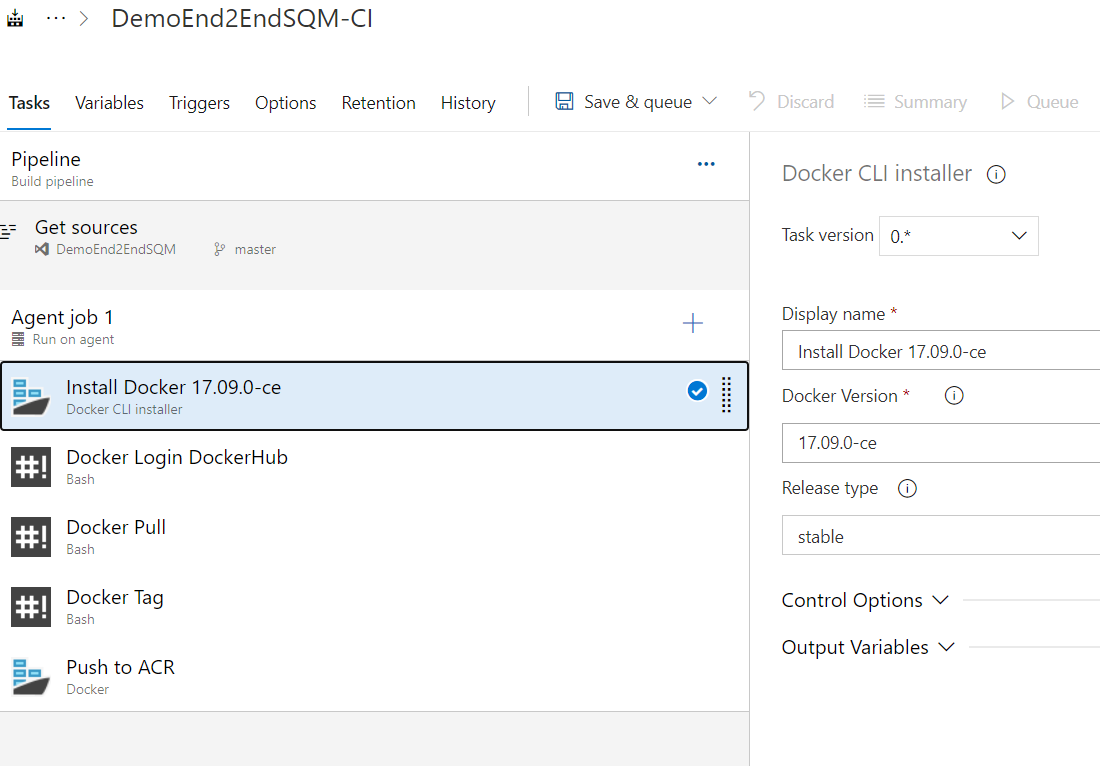 ··· > DemoEnd2EndSQM-CI
Tasks Variables Triggers Options Retention History Save & queue Discard Summary Queue
Pipeline
Build pipeline
Get sources
DemoEnd2EndSQM master
Agent job 1
Run on agent
Install Docker 17.09.0-ce
Docker CLI installer
#! Docker Login DockerHub
Bash
#! Docker Pull
Bash
#! Docker Tag
Bash
Push to ACR
Docker
Docker CLI installer
Task version 0.*
Display name *
Install Docker 17.09.0-ce
Docker Version *
17.09.0-ce
Release type
stable
Control Options
Output Variables